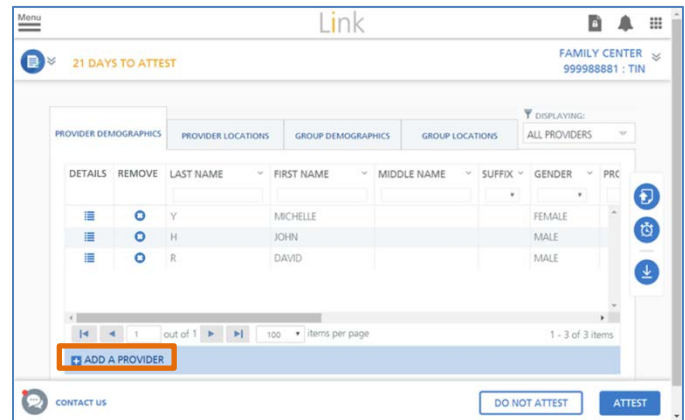 Menu
Link
21 DAYS TO ATTEST
FAMILY CENTER
999988881 : TIN
DISPLAYING:
PROVIDER DEMOGRAPHICS PROVIDER LOCATIONS GROUP DEMOGRAPHICS GROUP LOCATIONS ALL PROVIDERS
DETAILS REMOVE LAST NAME FIRST NAME MIDDLE NAME SUFFIX GENDER PRC
Y MICHELLE FEMALE
H JOHN MALE
R DAVID MALE
1 out of 1 100 items per page 1 - 3 of 3 items
ADD A PROVIDER
CONTACT US DO NOT ATTEST ATTEST